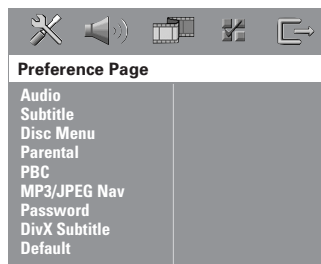 Preference Page
Audio
Subtitle
Disc Menu
Parental
PBC
MP3/JPEG Nav
Password
DivX Subtitle
Default